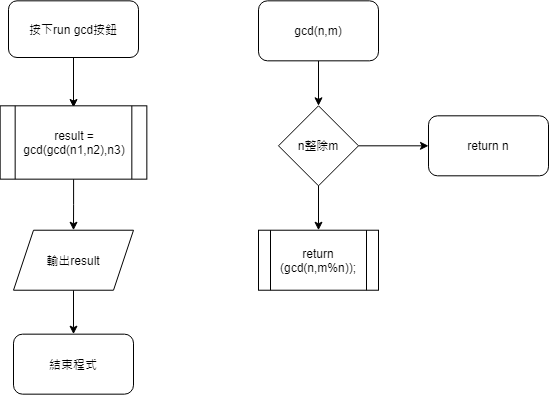 按下run gcd按鈕
result =
gcd(gcd(n1,n2),n3)
輸出result
結束程式
gcd(n,m)
n整除m
return n
return
(gcd(n,m%n));